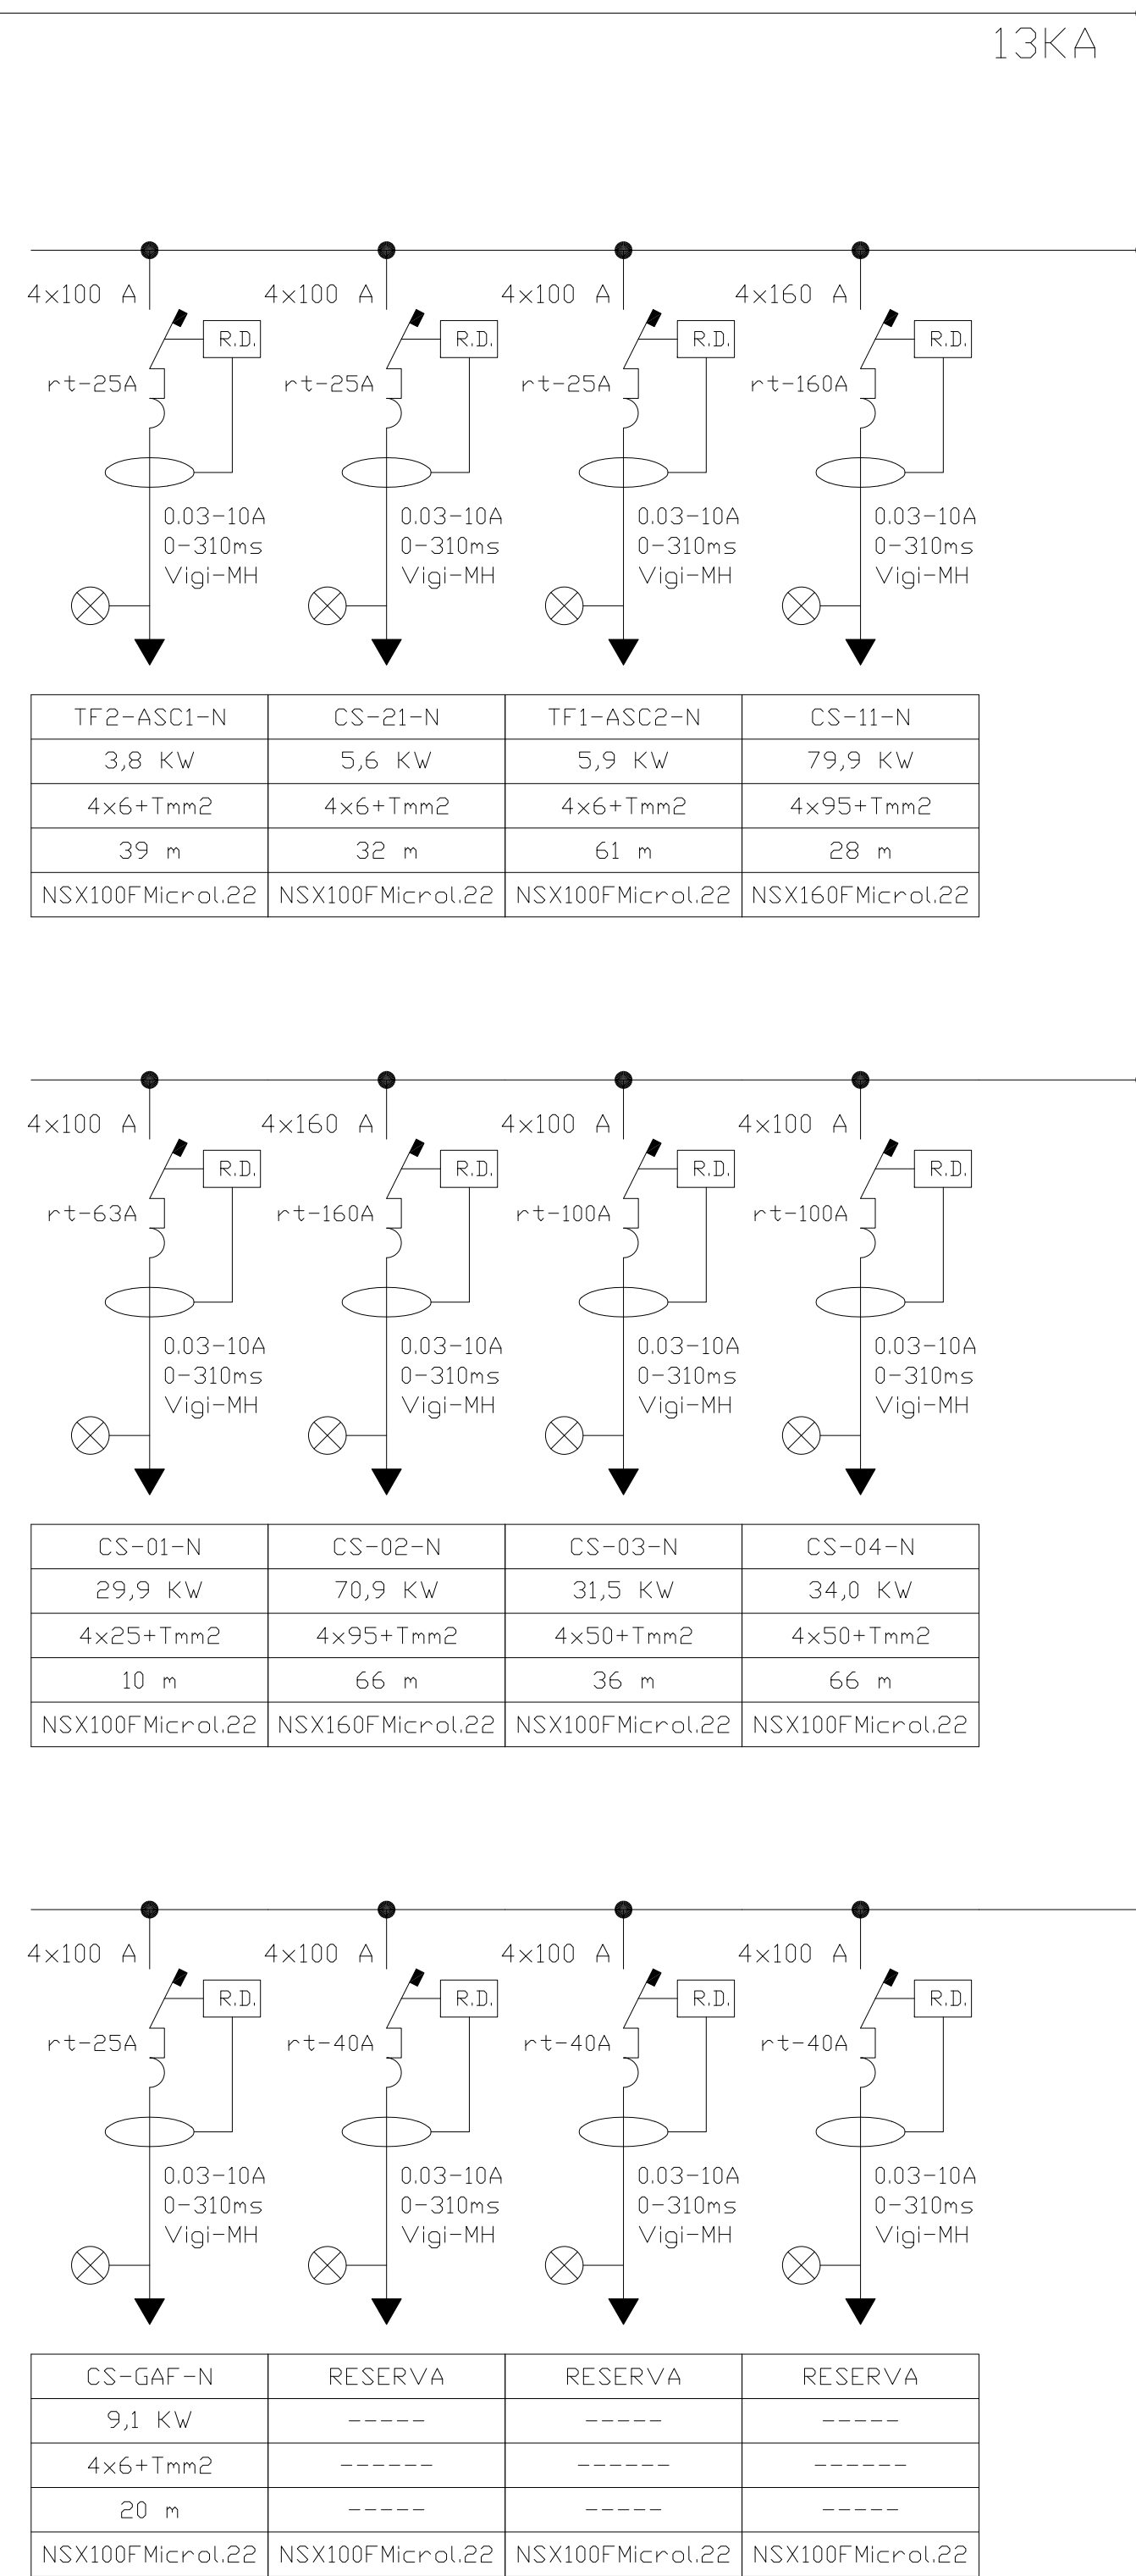 13KA
4x100 A 4x100 A 4x100 A 4x160 A
R.D. R.D. R.D. R.D.
rt-25A rt-25A rt-25A rt-160A
0.03-10A 0.03-10A 0.03-10A 0.03-10A
0-310ms 0-310ms 0-310ms 0-310ms
Vigi-MH Vigi-MH Vigi-MH Vigi-MH
TF2-ASC1-N CS-21-N TF1-ASC2-N CS-11-N
3,8 KW 5,6 KW 5,9 KW 79,9 KW
4x6+Tmm2 4x6+Tmm2 4x6+Tmm2 4x95+Tmm2
39 m 32 m 61 m 28 m
NSX100FMicrol.22 NSX100FMicrol.22 NSX100FMicrol.22 NSX160FMicrol.22
4x100 A 4x160 A 4x100 A 4x100 A
R.D. R.D. R.D. R.D.
rt-63A rt-160A rt-100A rt-100A
0.03-10A 0.03-10A 0.03-10A 0.03-10A
0-310ms 0-310ms 0-310ms 0-310ms
Vigi-MH Vigi-MH Vigi-MH Vigi-MH
CS-01-N CS-02-N CS-03-N CS-04-N
29,9 KW 70,9 KW 31,5 KW 34,0 KW
4x25+Tmm2 4x95+Tmm2 4x50+Tmm2 4x50+Tmm2
10 m 66 m 36 m 66 m
NSX100FMicrol.22 NSX160FMicrol.22 NSX100FMicrol.22 NSX100FMicrol.22
4x100 A 4x100 A 4x100 A 4x100 A
R.D. R.D. R.D. R.D.
rt-25A rt-40A rt-40A rt-40A
0.03-10A 0.03-10A 0.03-10A 0.03-10A
0-310ms 0-310ms 0-310ms 0-310ms
Vigi-MH Vigi-MH Vigi-MH Vigi-MH
CS-GAF-N RESERVA RESERVA RESERVA
9,1 KW ----- ----- -----
4x6+Tmm2 ------ ------ ------
20 m ----- ----- -----
NSX100FMicrol.22 NSX100FMicrol.22 NSX100FMicrol.22 NSX100FMicrol.22